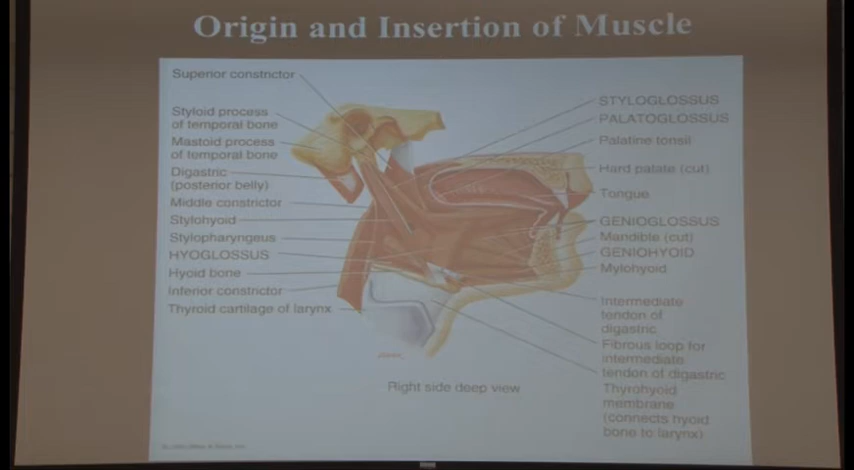 Origin and Insertion of Muscle
Superior constrictor
Styloid process
of temporal bone
Mastoid process
of temporal bone
Digastric
(posterior belly)
Middle constrictor
Stylohyoid
Stylopharyngeus
HYOGLOSSUS
Hyoid bone
Inferior constrictor
Thyroid cartilage of larynx
STYLOGLOSSUS
PALATOGLOSSUS
Palatine tonsil
Hard palate (cut)
Tongue
GENIOGLOSSUS
Mandible (cut)
GENIOHYOID
Mylohyoid
Intermediate
tendon of
digastric
Fibrous loop for
intermediate
tendon of digastric
Thyrohyoid
membrane
(connects hyoid
bone to larynx)
Right side deep view